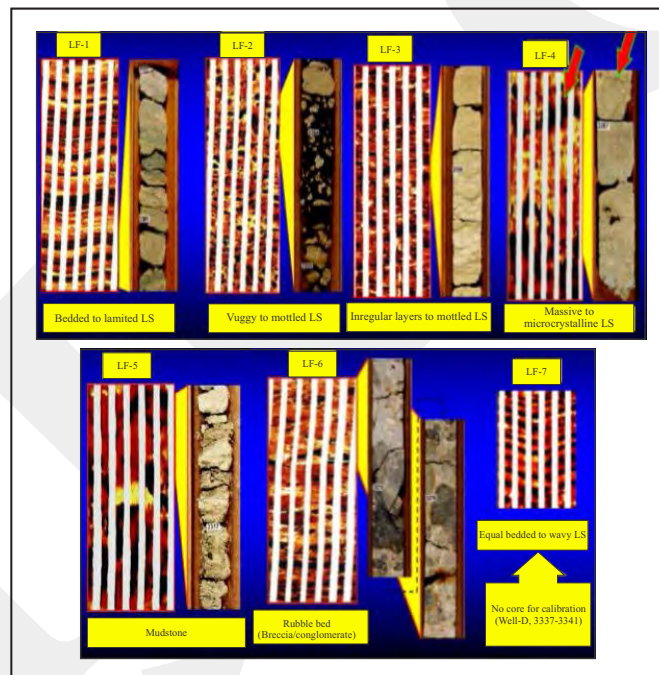 LF-1
LF-2
LF-3
LF-4
Bedded to lamited LS
Vuggy to mottled LS
Inregular layers to mottled LS
Massive to
microcrystalline LS
LF-5
LF-6
LF-7
Mudstone
Rubble bed
(Breccia/conglomerate)
Equal bedded to wavy LS
No core for calibration
(Well-D, 3337-3341)